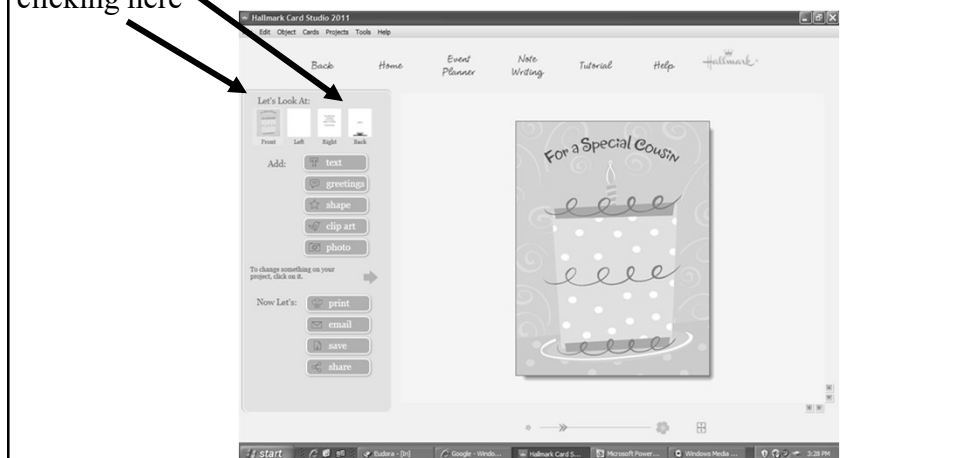 clicking here
Hallmark Card Studio 2011
Edit Object Cards Projects Tools Help
Back Home Event Planner Note Writing Tutorial Help Hallmark
Let's Look At:
Front Left Right Back
Add:
text
greetings
shape
clip art
photo
To change something on your
project, click on it.
Now Let's:
print
email
save
share
For a Special Cousin
start
Eudora - [In]
Google - Windo...
Hallmark Card S...
Microsoft Power...
Windows Media ...
3:28 PM